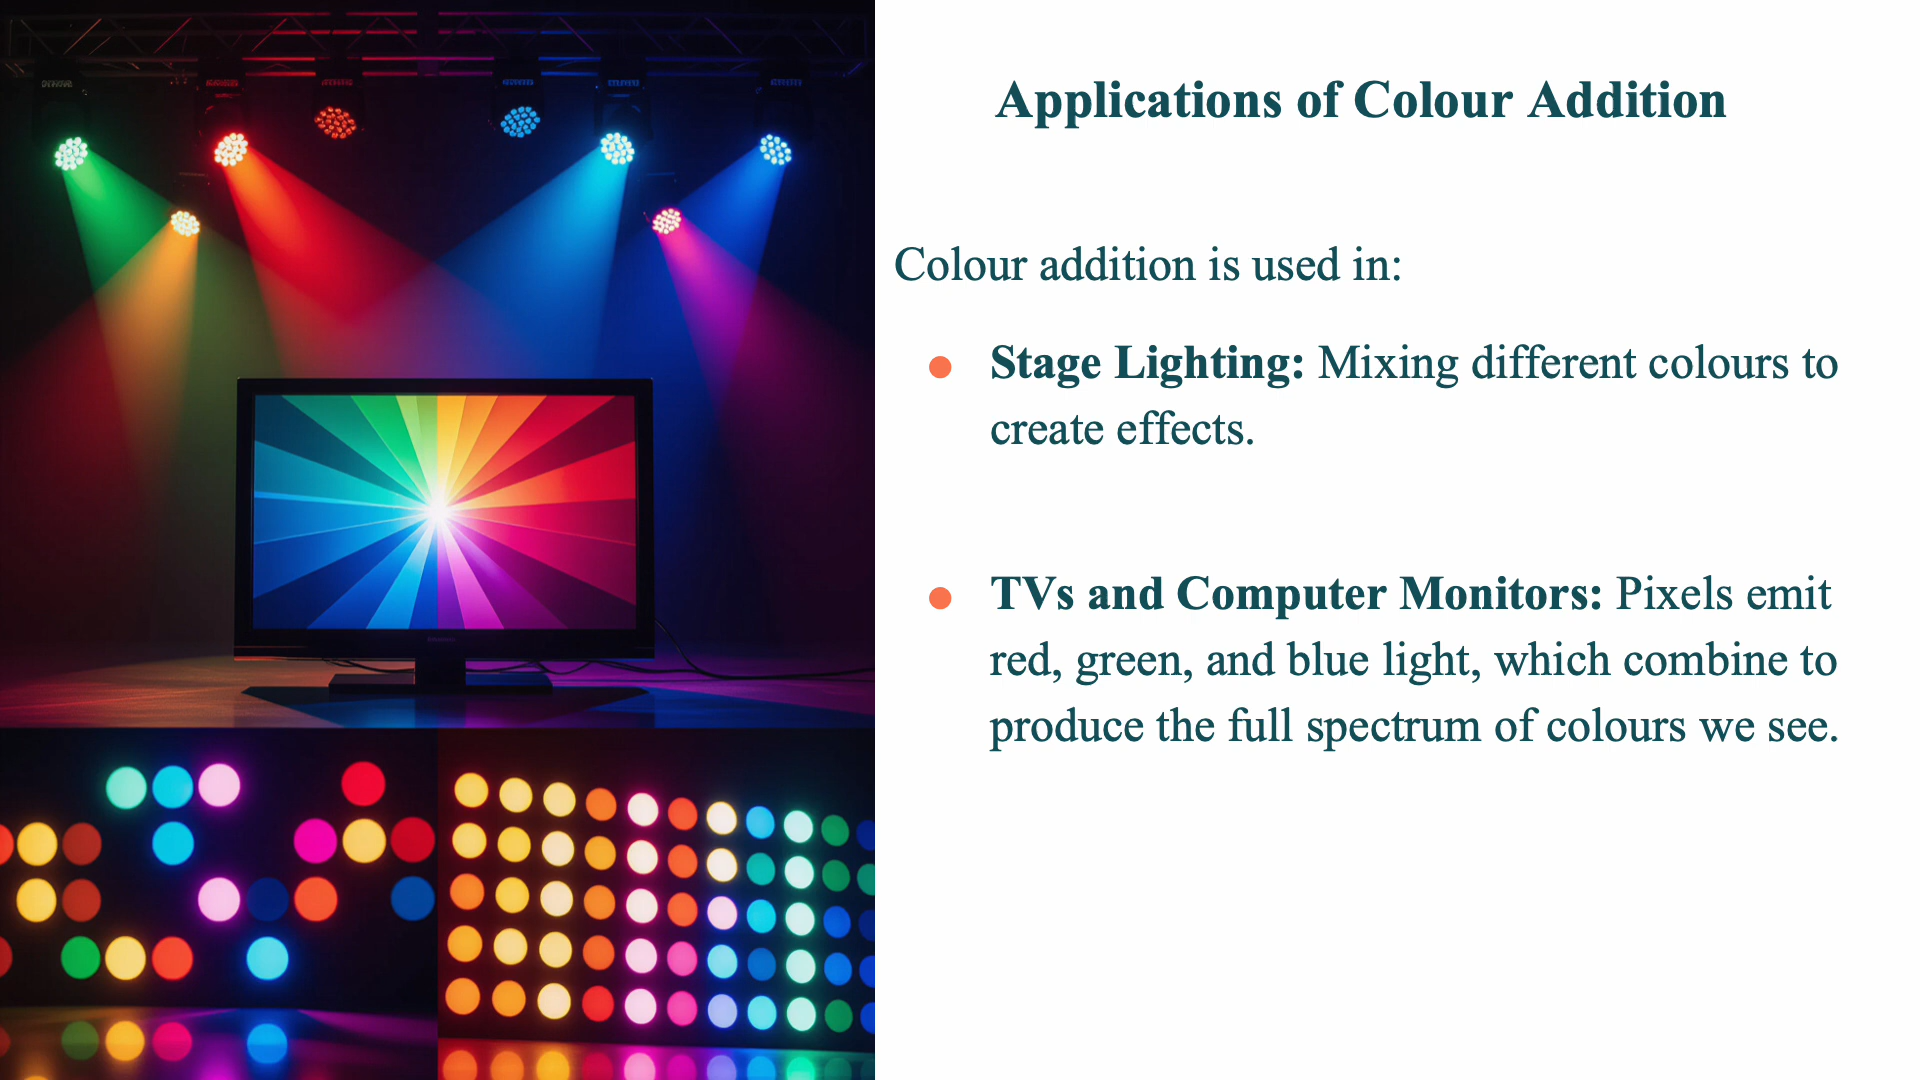 Applications of Colour Addition
Colour addition is used in:
Stage Lighting: Mixing different colours to
create effects.
TVs and Computer Monitors: Pixels emit
red, green, and blue light, which combine to
produce the full spectrum of colours we see.